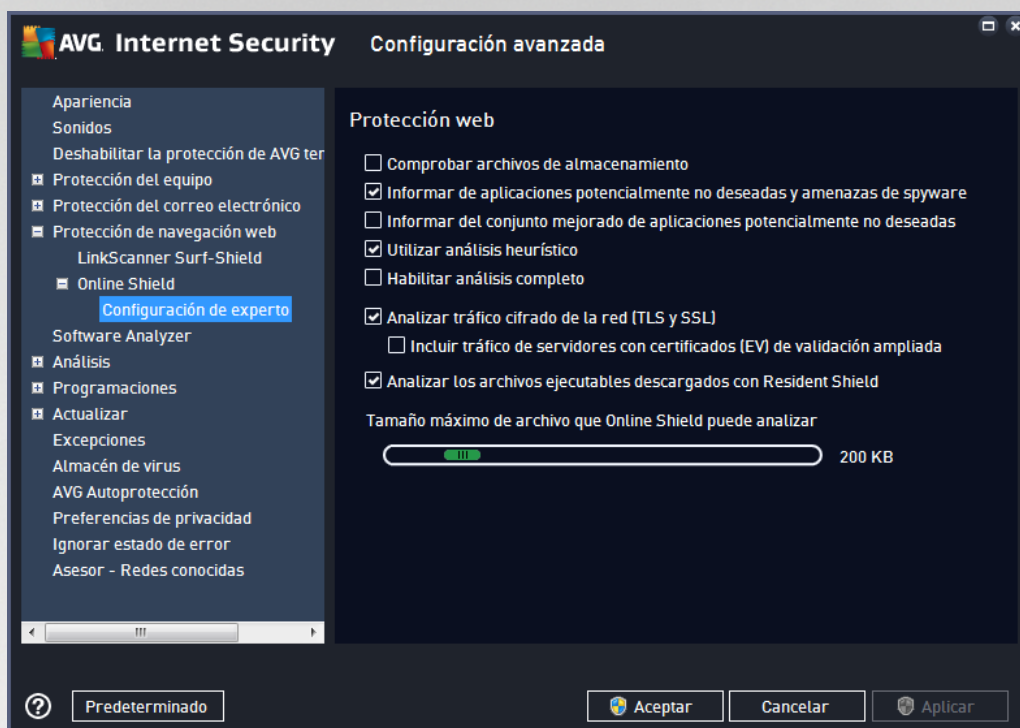 AVG. Internet Security
Configuración avanzada
Apariencia
Sonidos
Deshabilitar la protección de AVG ter
Protección del equipo
Protección del correo electrónico
Protección de navegación web
LinkScanner Surf-Shield
Online Shield
Configuración de experto
Software Analyzer
Análisis
Programaciones
Actualizar
Excepciones
Almacén de virus
AVG Autoprotección
Preferencias de privacidad
Ignorar estado de error
Asesor - Redes conocidas
Protección web
Comprobar archivos de almacenamiento
Informar de aplicaciones potencialmente no deseadas y amenazas de spyware
Informar del conjunto mejorado de aplicaciones potencialmente no deseadas
Utilizar análisis heurístico
Habilitar análisis completo
Analizar tráfico cifrado de la red (TLS y SSL)
Incluir tráfico de servidores con certificados (EV) de validación ampliada
Analizar los archivos ejecutables descargados con Resident Shield
Tamaño máximo de archivo que Online Shield puede analizar
200 KB
Predeterminado
Aceptar
Cancelar
Aplicar